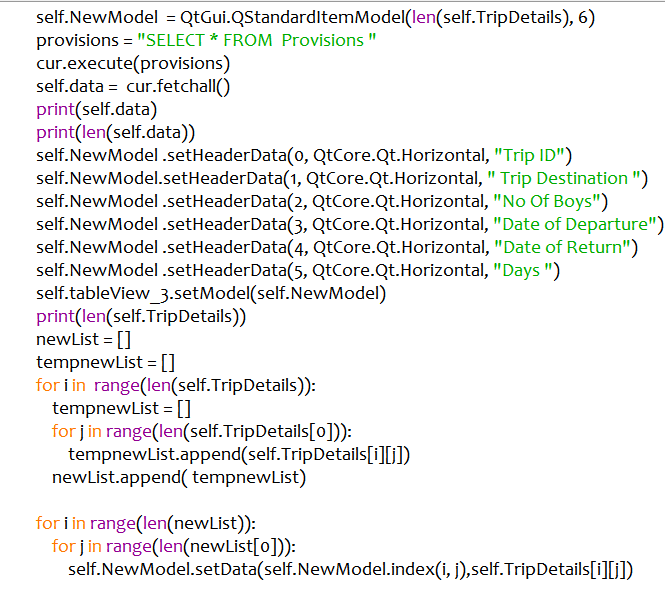 self.NewModel  = QtGui.QStandardItemModel(len(self.TripDetails), 6)
provisions = "SELECT * FROM  Provisions "
cur.execute(provisions)
self.data =  cur.fetchall()
print(self.data)
print(len(self.data))
self.NewModel .setHeaderData(0, QtCore.Qt.Horizontal, "Trip ID")
self.NewModel.setHeaderData(1, QtCore.Qt.Horizontal, " Trip Destination ")
self.NewModel .setHeaderData(2, QtCore.Qt.Horizontal, "No Of Boys")
self.NewModel .setHeaderData(3, QtCore.Qt.Horizontal, "Date of Departure")
self.NewModel .setHeaderData(4, QtCore.Qt.Horizontal, "Date of Return")
self.NewModel .setHeaderData(5, QtCore.Qt.Horizontal, "Days ")
self.tableView_3.setModel(self.NewModel)
print(len(self.TripDetails))
newList = []
tempnewList = []
for i in  range(len(self.TripDetails)):
    tempnewList = []
    for j in range(len(self.TripDetails[0])):
        tempnewList.append(self.TripDetails[i][j])
    newList.append( tempnewList)

for i in range(len(newList)):
    for j in range(len(newList[0])):
        self.NewModel.setData(self.NewModel.index(i, j),self.TripDetails[i][j])